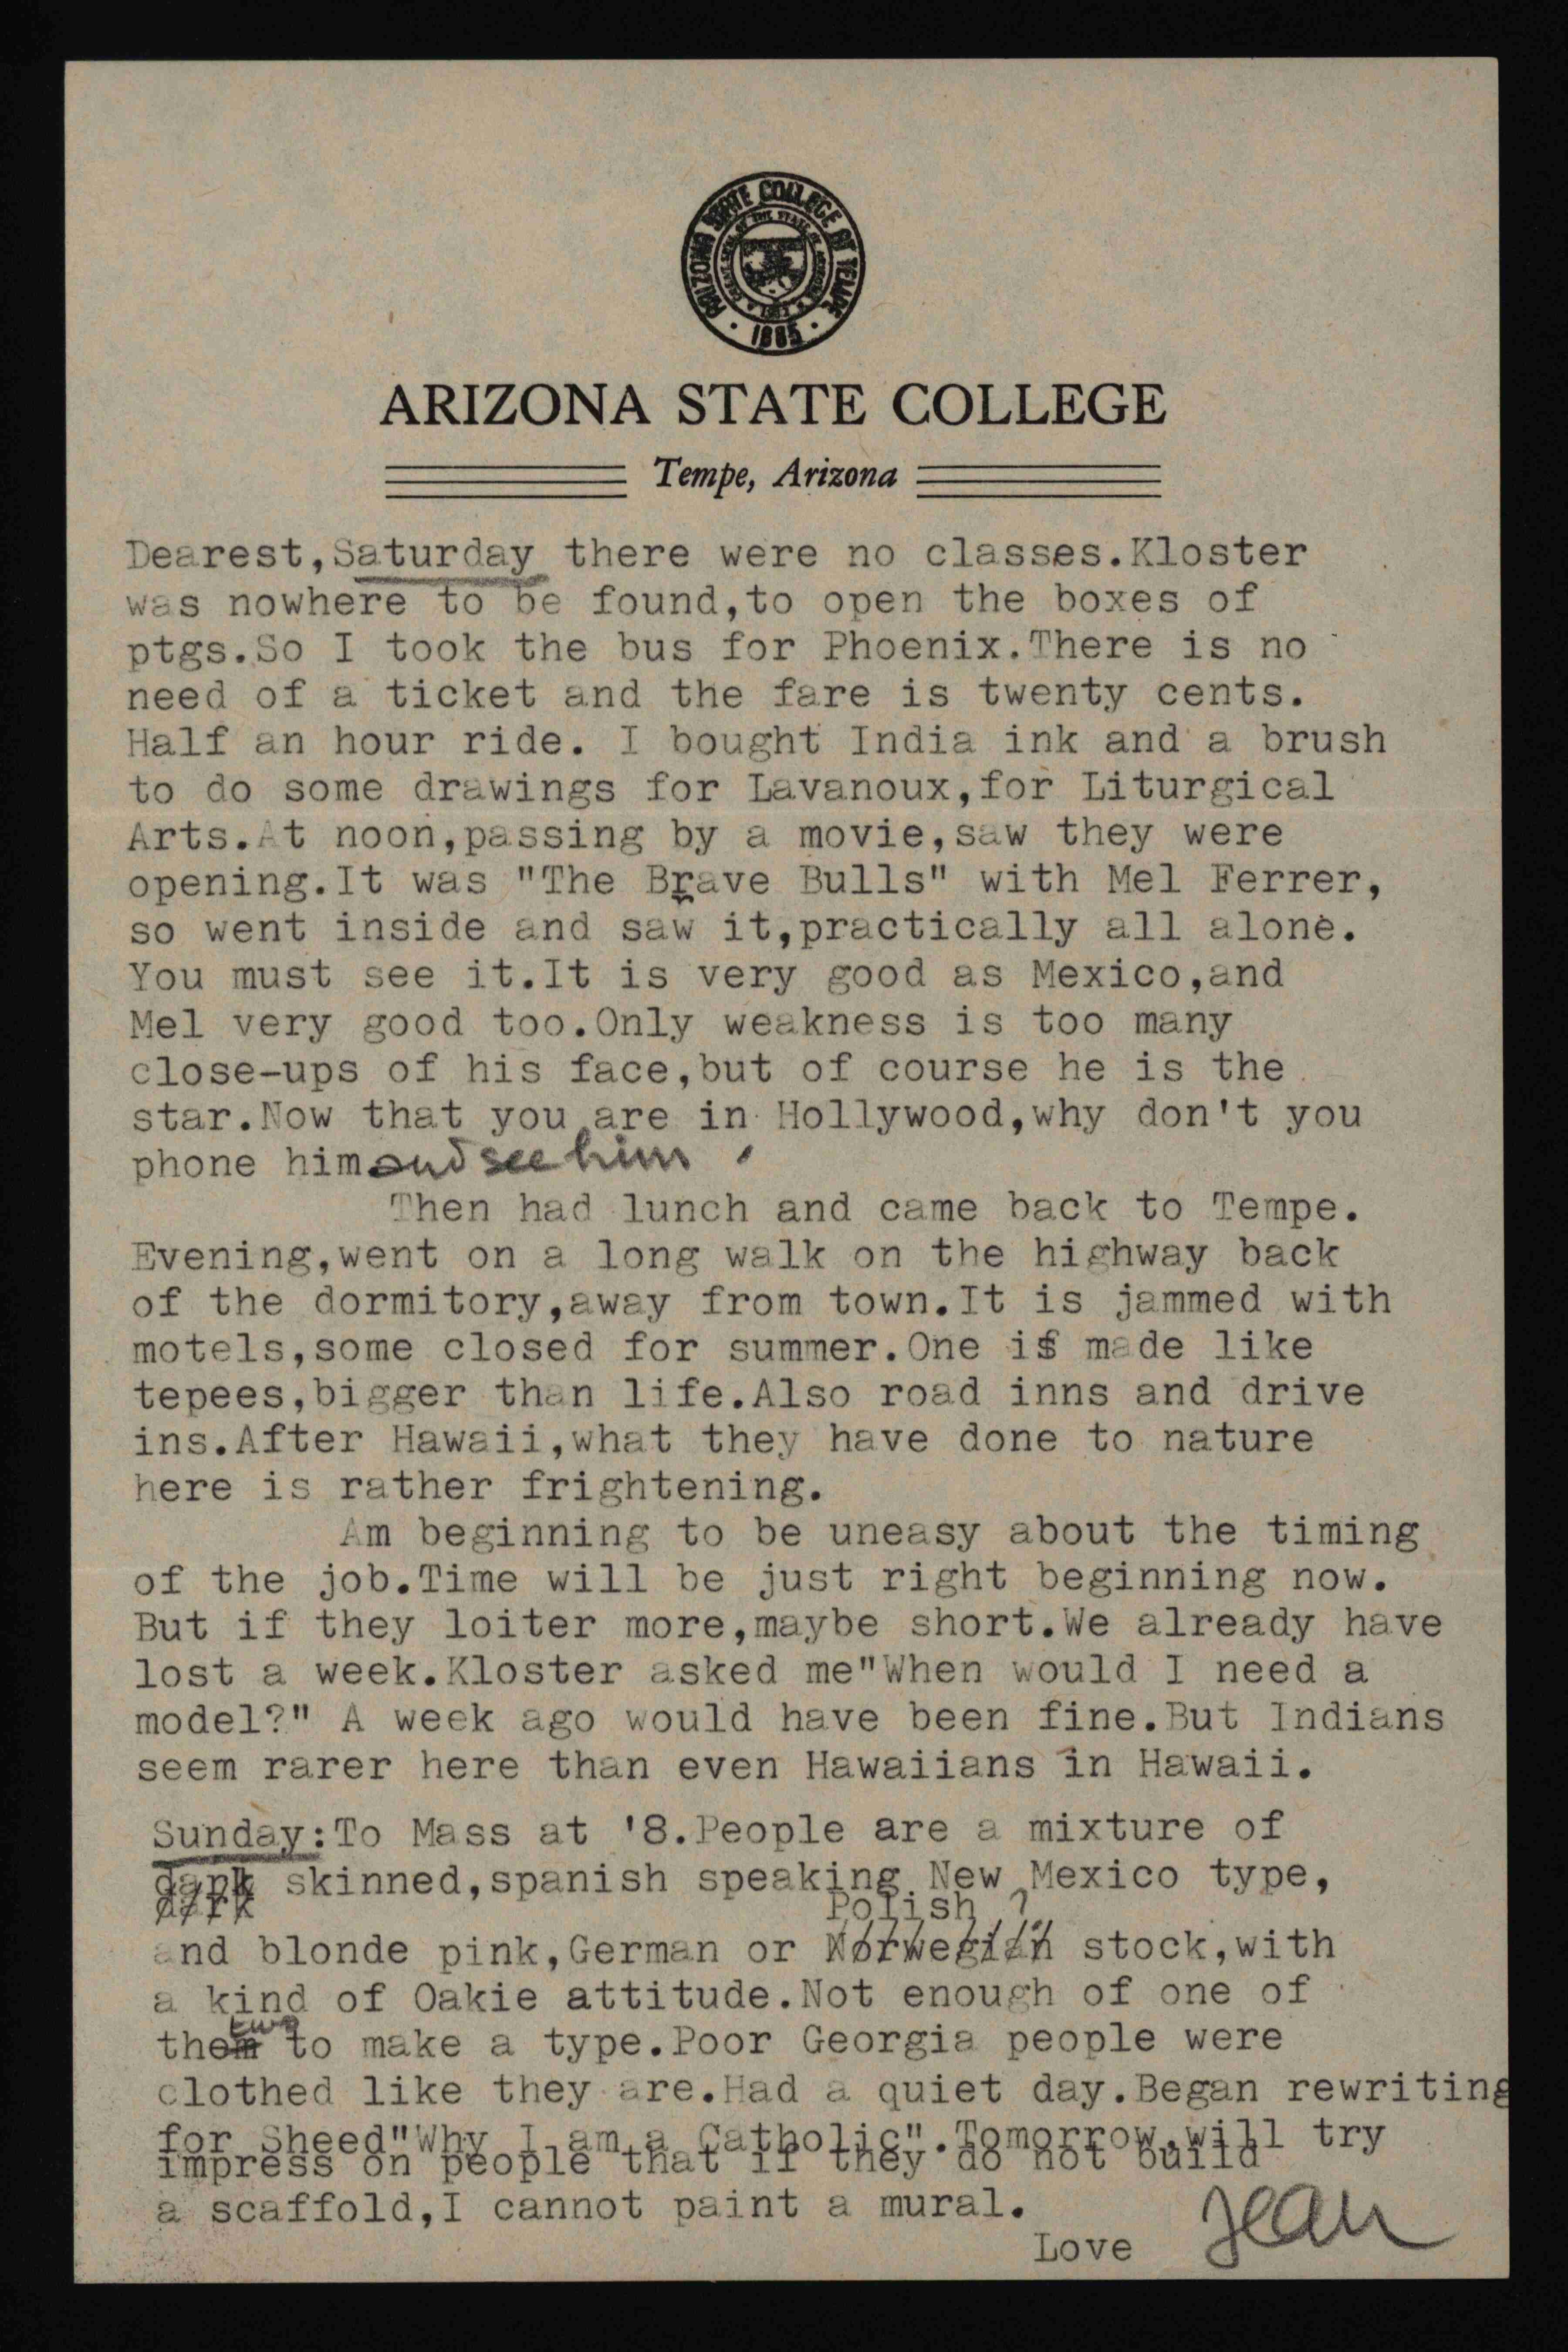 ARIZONA STATE COLLEGE AT TEMPE
1885
ARIZONA STATE COLLEGE
Tempe, Arizona
Dearest,Saturday there were no classes.Kloster
was nowhere to be found,to open the boxes of
ptgs.So I took the bus for Phoenix.There is no
need of a ticket and the fare is twenty cents.
Half an hour ride. I bought India ink and a brush
to do some drawings for Lavanoux,for Liturgical
Arts.At noon,passing by a movie,saw they were
opening.It was "The Brave Bulls" with Mel Ferrer,
so went inside and saw it,practically all alone.
You must see it.It is very good as Mexico,and
Mel very good too.Only weakness is too many
close-ups of his face,but of course he is the
star.Now that you are in Hollywood,why don't you
phone him and see him .
Then had lunch and came back to Tempe.
Evening,went on a long walk on the highway back
of the dormitory,away from town.It is jammed with
motels,some closed for summer.One is made like
tepees,bigger than life.Also road inns and drive
ins.After Hawaii,what they have done to nature
here is rather frightening.
Am beginning to be uneasy about the timing
of the job.Time will be just right beginning now.
But if they loiter more,maybe short.We already have
lost a week.Kloster asked me"When would I need a
model?" A week ago would have been fine.But Indians
seem rarer here than even Hawaiians in Hawaii.
Sunday:To Mass at '8.People are a mixture of
dark skinned,spanish speaking New Mexico type,
dark
Polish ?
and blonde pink,German or Norwegian stock,with
a kind of Oakie attitude.Not enough of one of
two
them to make a type.Poor Georgia people were
clothed like they are.Had a quiet day.Began rewriting
for Sheed"Why I am a Catholic".Tomorrow,will try
impress on people that if they do not build
a scaffold,I cannot paint a mural.
Love Jean